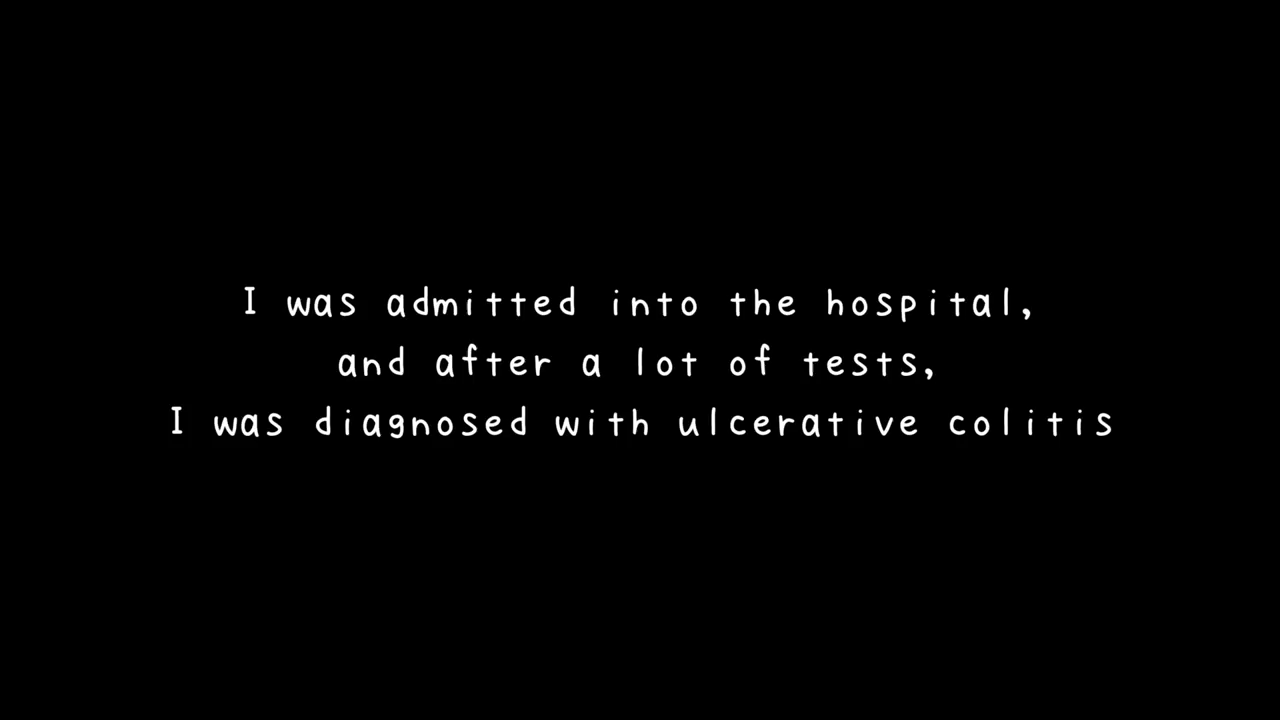 I was admitted into the hospital,
and after a lot of tests,
I was diagnosed with ulcerative colitis